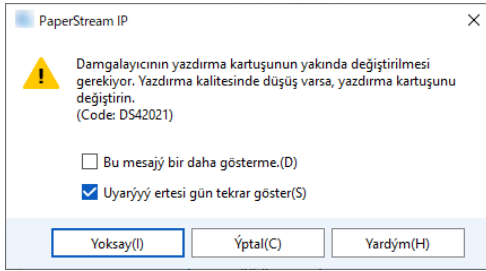 PaperStream IP
Damgalayıcının yazdırma kartuşunun yakında değiştirilmesi
gerekiyor. Yazdırma kalitesinde düşüş varsa, yazdırma kartuşunu
değiştirin.
(Code: DS42021)
Bu mesajý bir daha gösterme.(D)
Uyarýyý ertesi gün tekrar göster(S)
Yoksay(I)
Ýptal(C)
Yardým(H)